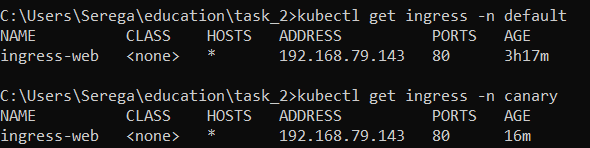 C:\Users\Serega\education\task_2>kubectl get ingress -n default
NAME CLASS HOSTS ADDRESS PORTS AGE
ingress-web <none> * 192.168.79.143 80 3h17m
C:\Users\Serega\education\task_2>kubectl get ingress -n canary
NAME CLASS HOSTS ADDRESS PORTS AGE
ingress-web <none> * 192.168.79.143 80 16m